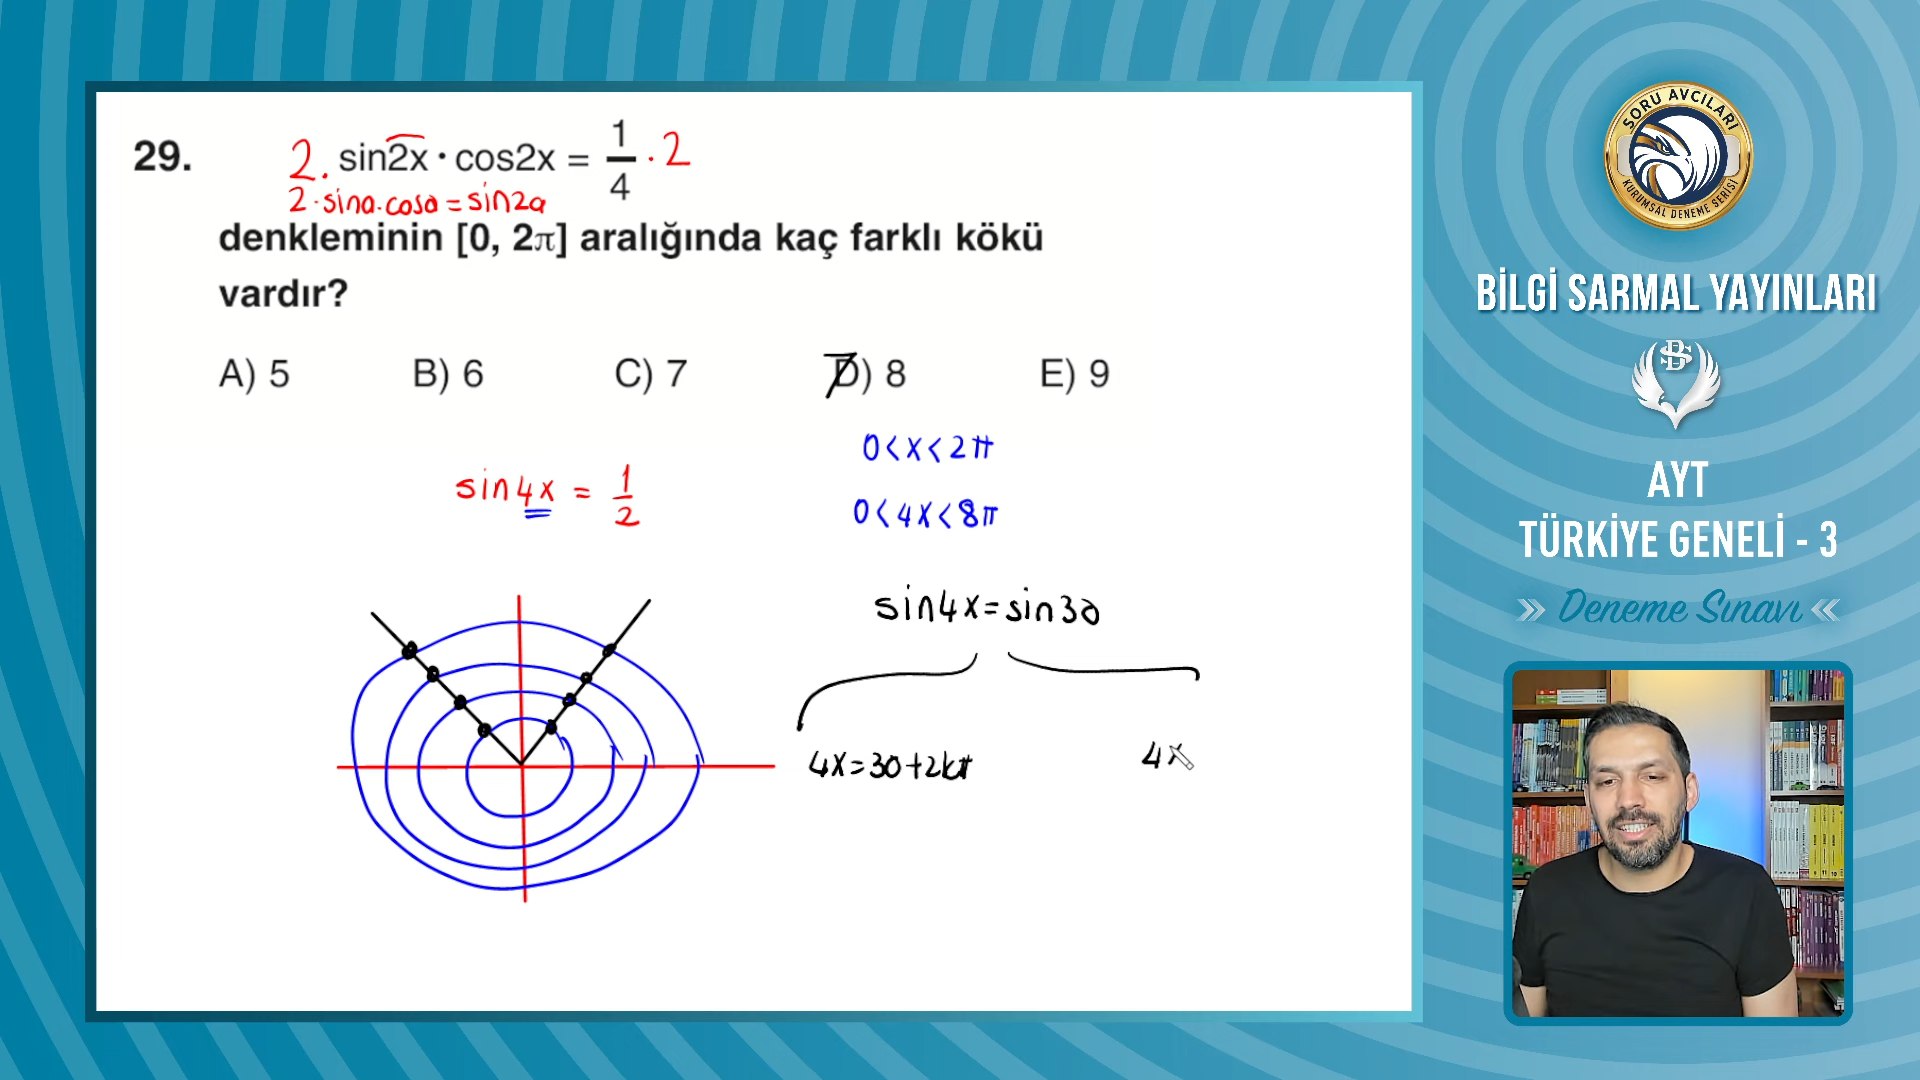 29. 2. sin2x · cos2x = 1/4 · 2
2·sina·cosa = sin2a
denkleminin [0, 2π] aralığında kaç farklı kökü
vardır?
A) 5 B) 6 C) 7 D) 8 E) 9
0<x<2π
sin4x = 1/2
0<4x<8π
sin4x=sin30
4x=30+2kπ
4x
SORU AVCILARI
KURUMSAL DENEME SERİSİ
BİLGİ SARMAL YAYINLARI
BS
AYT
TÜRKİYE GENELİ - 3
Deneme Sınavı